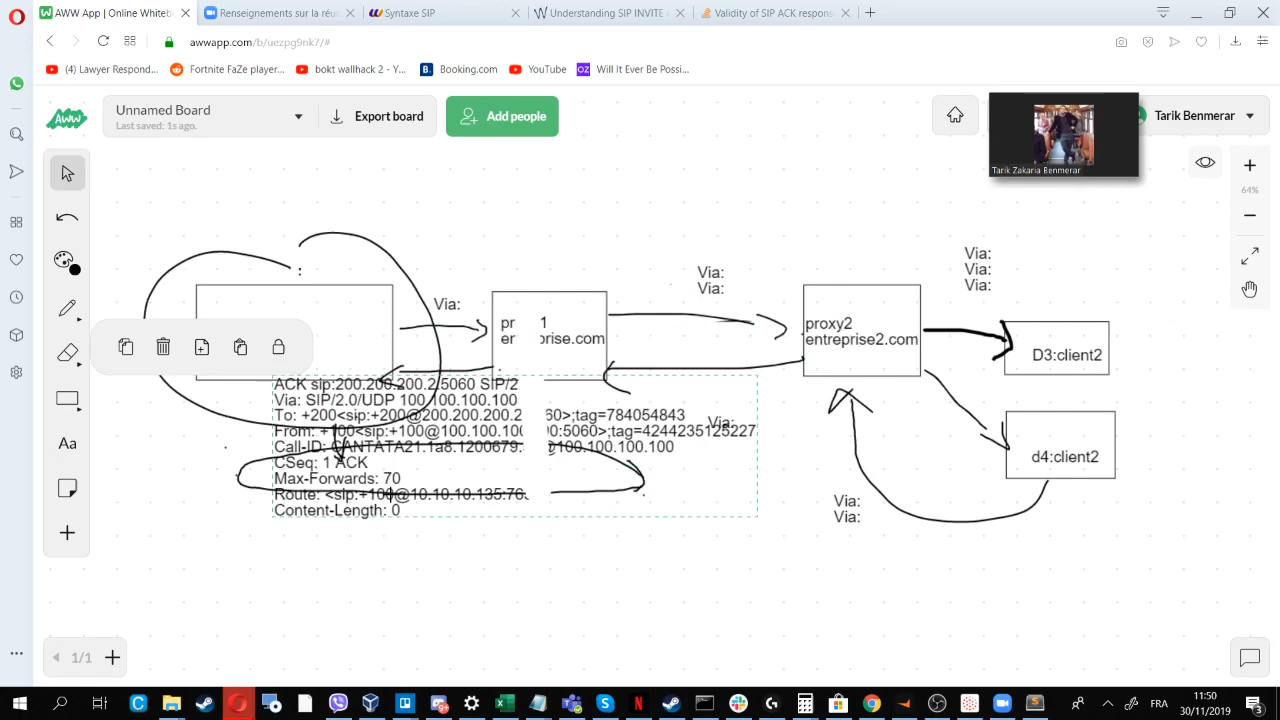 AWW App | Online Whiteb
Renseignements sur la réu
Syntaxe SIP
Understanding SIP INVITE
Validity of SIP ACK respons
awwapp.com/b/uezpg9nk7/#
(4) Lawyer Respond...
Fortnite FaZe player...
bokt wallhack 2 - Y...
Booking.com
YouTube
Will It Ever Be Possi...
AWW
Unnamed Board
Last saved: 1s ago.
Export board
Add people
Tarik Benmerar
Tarik Zakaria Benmerar
64%
Via:
Via:
Via:
Via:
Via:
:
Via:
proxy2
entreprise2.com
D3:client2
pr 1
er prise.com
ACK sip:200.200.200.2:5060 SIP/2
Via: SIP/2.0/UDP 100.100.100.100
To: +200<sip:+200@200.200.200.2 60>;tag=784054843
Via:
From: +100<sip:+100@100.100.100 00:5060>;tag=4244235125227
Call-ID: CANTATA21.1a8.1200679. @100.100.100.100
CSeq: 1 ACK
Max-Forwards: 70
Route: <sip:+100@10.10.10.135:76
Content-Length: 0
d4:client2
Via:
Via:
Aa
1/1
FRA
11:50
30/11/2019
3